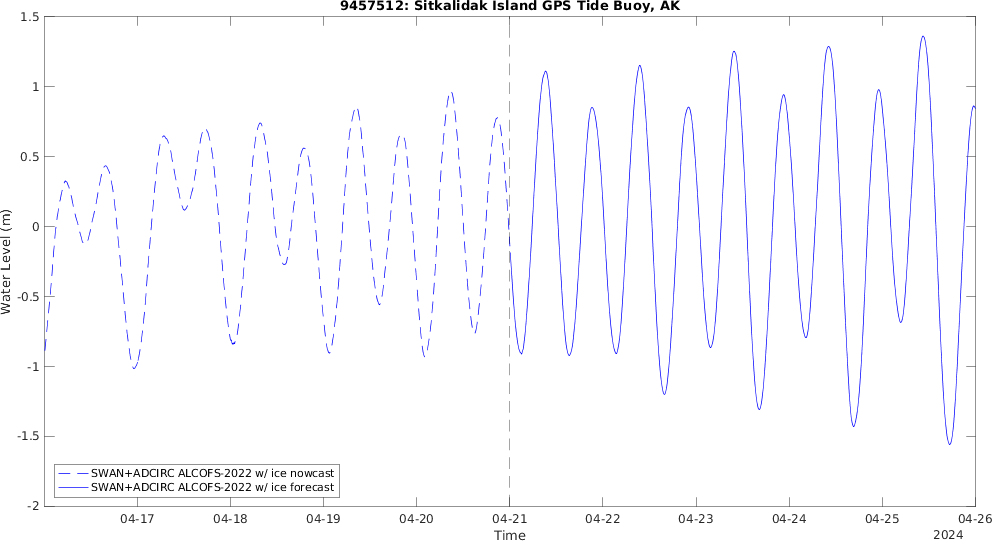 9457512: Sitkalidak Island GPS Tide Buoy, AK
1.5
1
0.5
0
-0.5
-1
-1.5
-2
Water Level (m)
SWAN+ADCIRC ALCOFS-2022 w/ ice nowcast
SWAN+ADCIRC ALCOFS-2022 w/ ice forecast
04-17 04-18 04-19 04-20 04-21 04-22 04-23 04-24 04-25 04-26
Time
2024